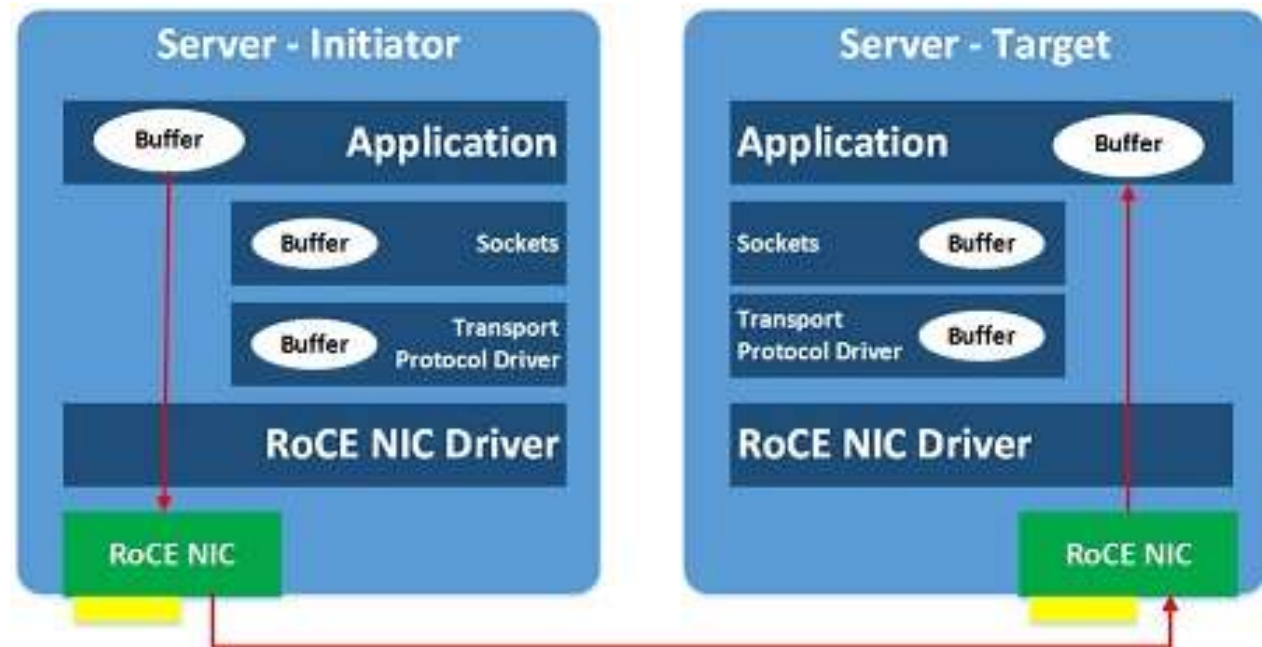 Server - Initiator
Buffer
Application
Buffer
Sockets
Buffer
Transport
Protocol Driver
RoCE NIC Driver
RoCE NIC
Server - Target
Application
Buffer
Sockets
Buffer
Transport
Protocol Driver
Buffer
RoCE NIC Driver
RoCE NIC